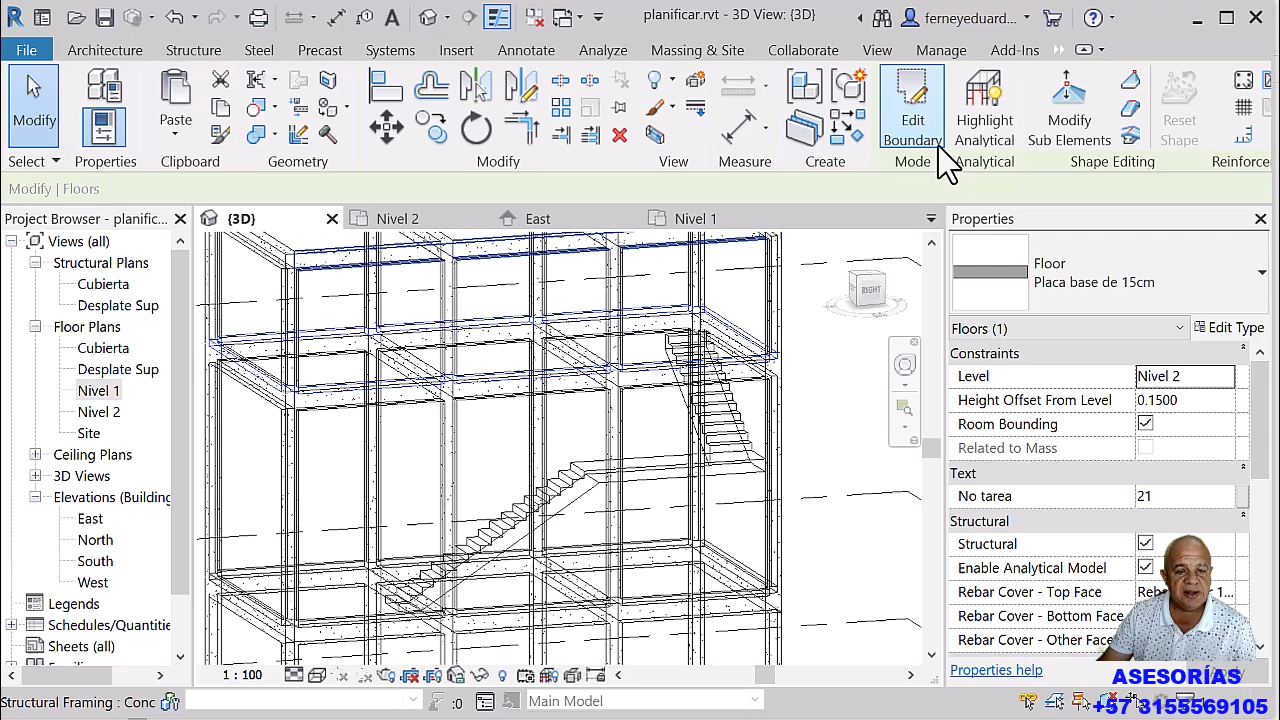 planificar.rvt - 3D View: {3D}
ferneyeduard...
File
Architecture
Structure
Steel
Precast
Systems
Insert
Annotate
Analyze
Massing & Site
Collaborate
View
Manage
Add-Ins
Modify
Paste
Edit
Boundary
Highlight
Analytical
Modify
Sub Elements
Reset
Shape
Select
Properties
Clipboard
Geometry
Modify
View
Measure
Create
Mode
Analytical
Shape Editing
Reinforce
Modify | Floors
Project Browser - planific...
Views (all)
Structural Plans
Cubierta
Desplate Sup
Floor Plans
Cubierta
Desplate Sup
Nivel 1
Nivel 2
Site
Ceiling Plans
3D Views
Elevations (Building
East
North
South
West
Legends
Schedules/Quantitie
Sheets (all)
{3D}
Nivel 2
East
Nivel 1
RIGHT
Properties
Floor
Placa base de 15cm
Floors (1)
Edit Type
Constraints
Level
Nivel 2
Height Offset From Level
0.1500
Room Bounding
Related to Mass
Text
No tarea
21
Structural
Structural
Enable Analytical Model
Rebar Cover - Top Face
Rebar Cover - Bottom Face
Rebar Cover - Other Face
Properties help
1 : 100
Structural Framing : Conc
:0
Main Model
ASESORÍAS
+57 3155569105